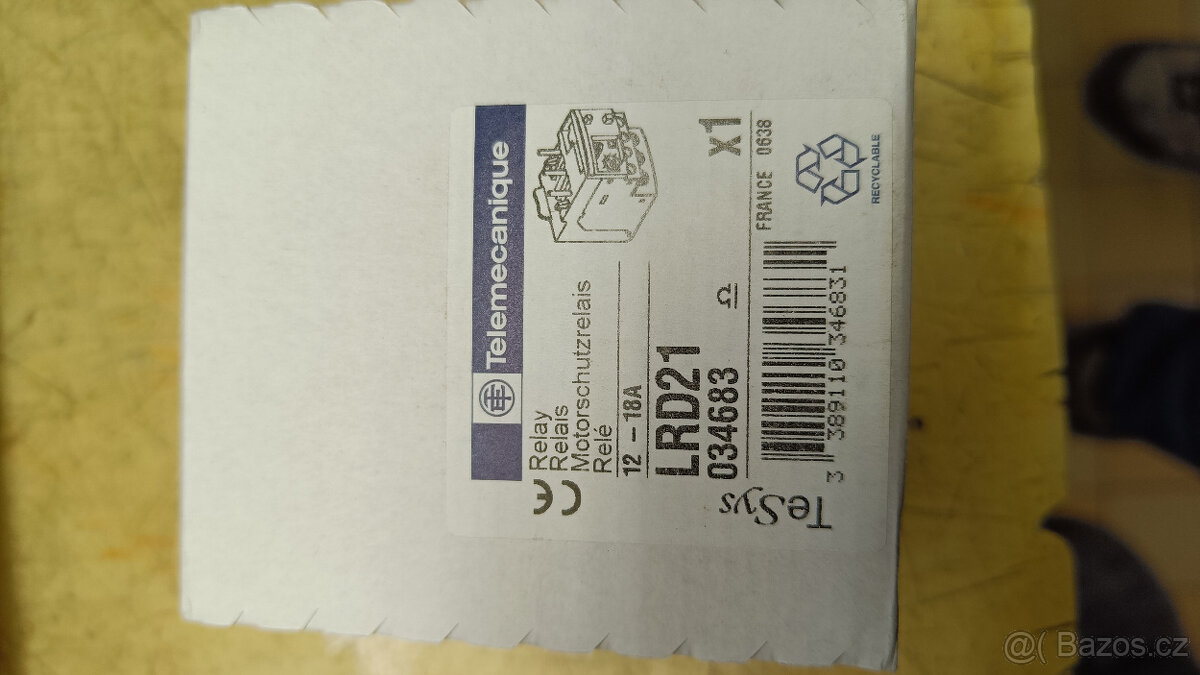 Telemecanique
Relay
Relais
Motorschutzrelais
Relé
12 – 18A
LRD21
034683
Ω
x1
FRANCE 0638
3 389110 346831
RECYCLABLE
CE
TeSys
@( Bazos.cz